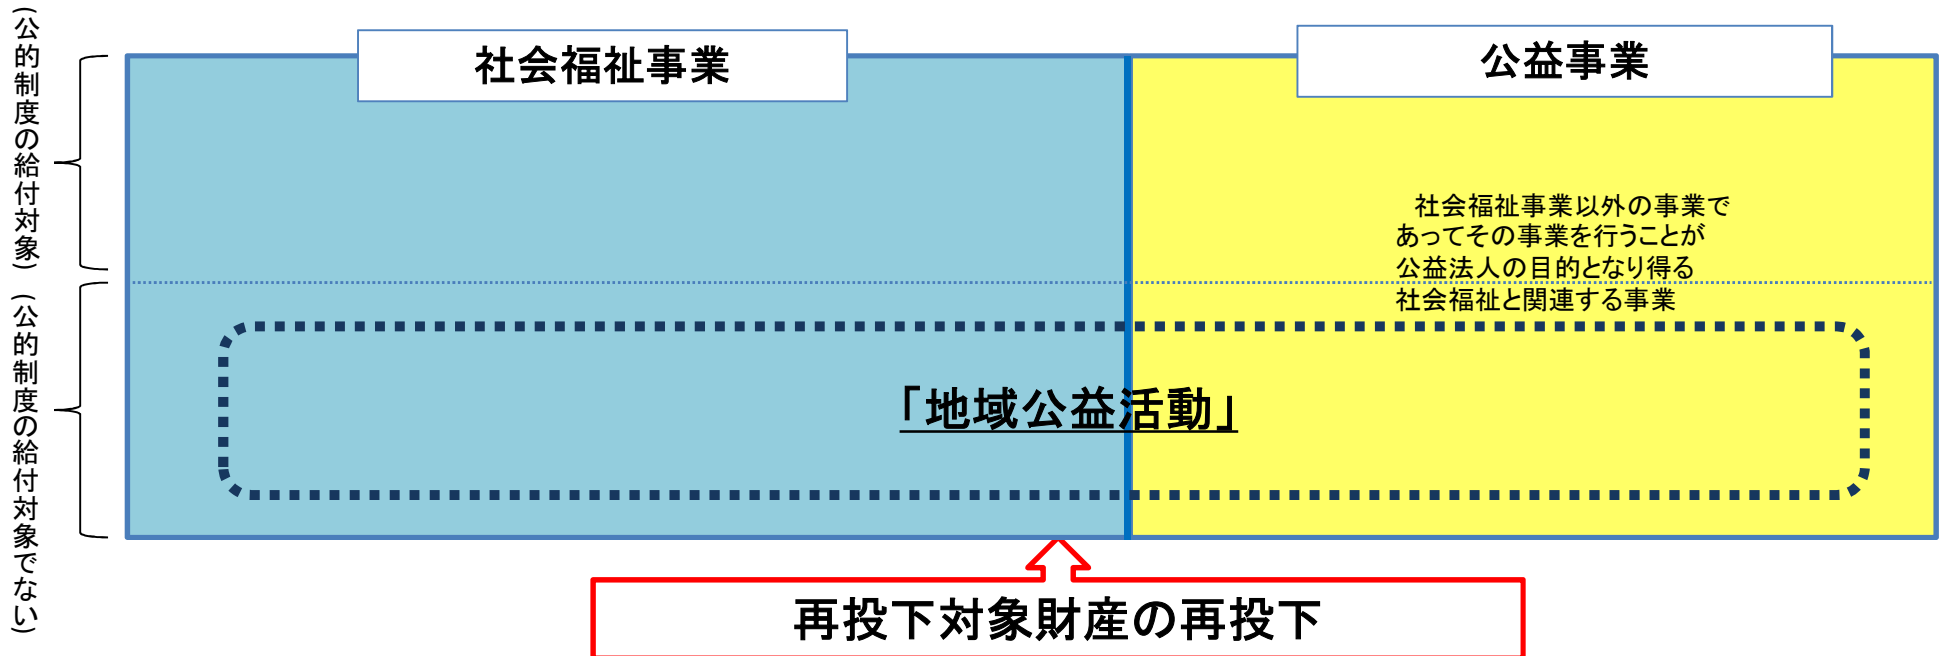 (公的制度の給付対象)
(公的制度の給付対象でない)
社会福祉事業
公益事業
社会福祉事業以外の事業で
あってその事業を行うことが
公益法人の目的となり得る
社会福祉と関連する事業
「地域公益活動」
再投下対象財産の再投下